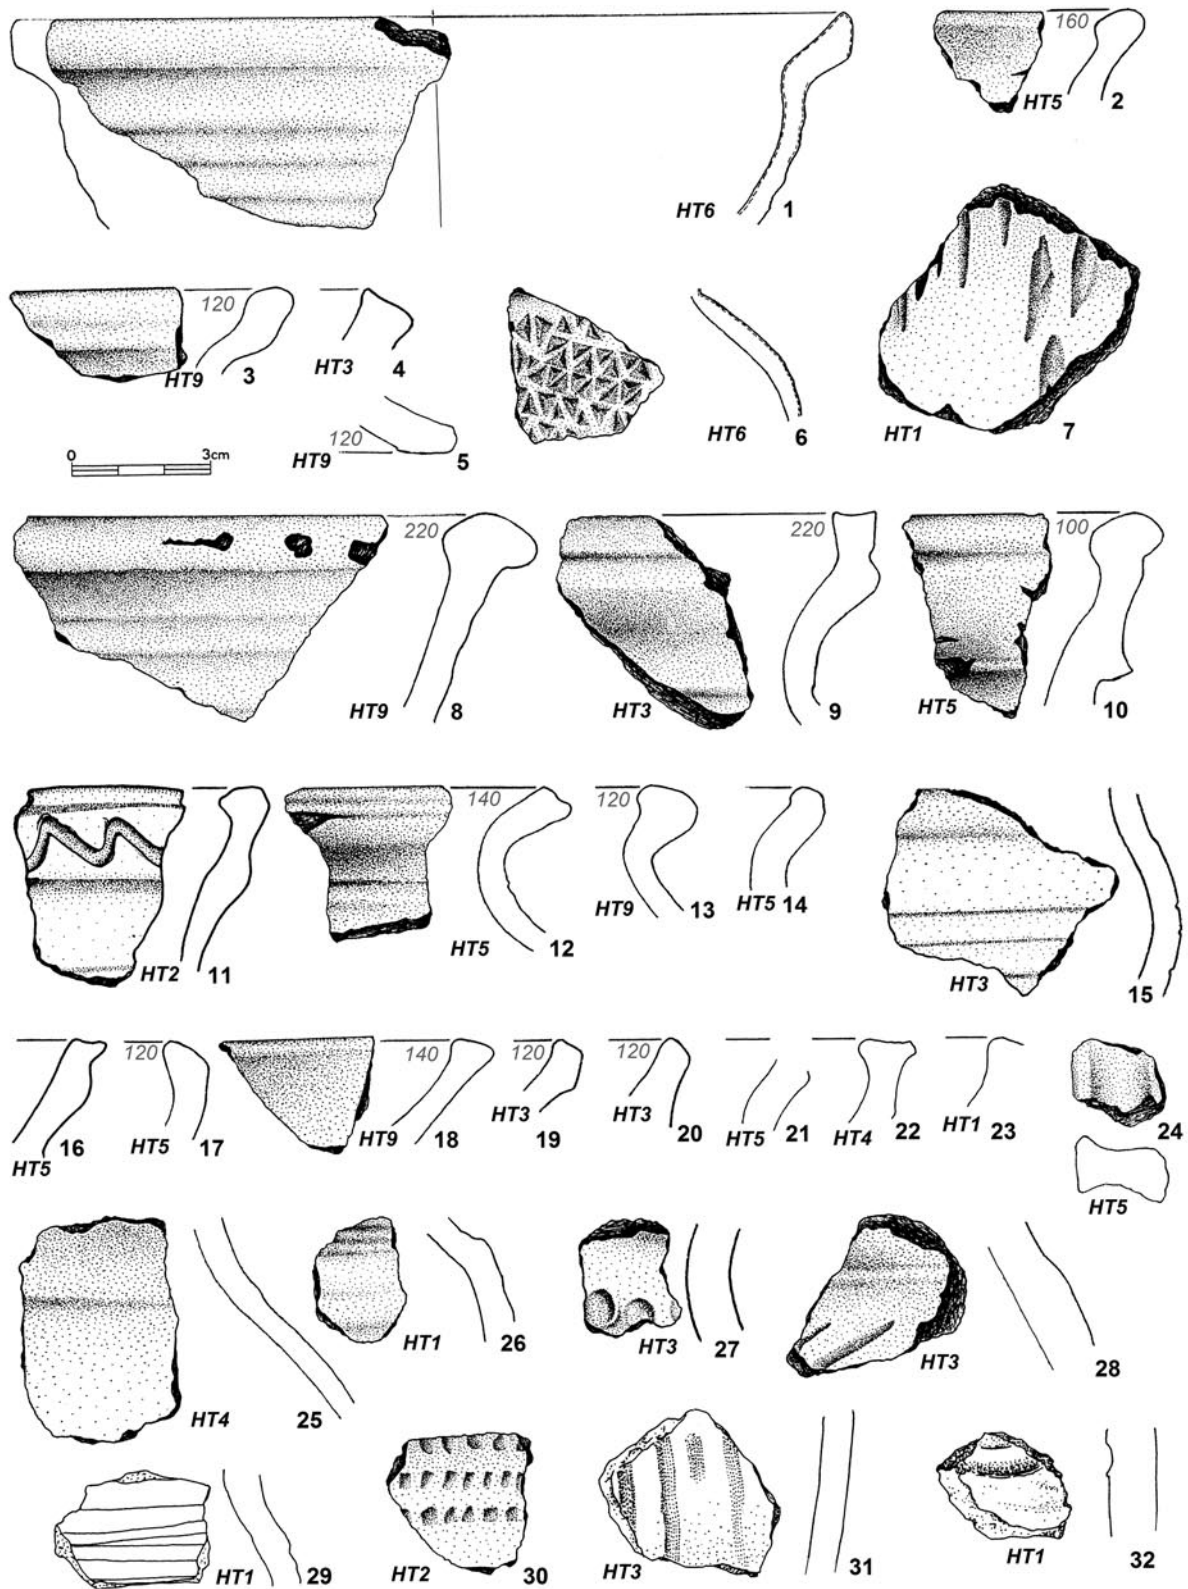 160
HT5 2
HT6 1
120
HT9 3
HT3 4
HT6 6
HT1 7
120
HT9 5
0 3cm
220
HT9 8
220
HT3 9
100
HT5 10
HT2 11
140
HT5 12
120
HT9 13
HT5 14
HT3 15
HT5 16
120
HT5 17
140
HT9 18
120
HT3 19
120
HT3 20
HT5 21
HT4 22
HT1 23
24
HT5
HT4 25
HT1 26
HT3 27
HT3 28
HT1 29
HT2 30
HT3 31
HT1 32